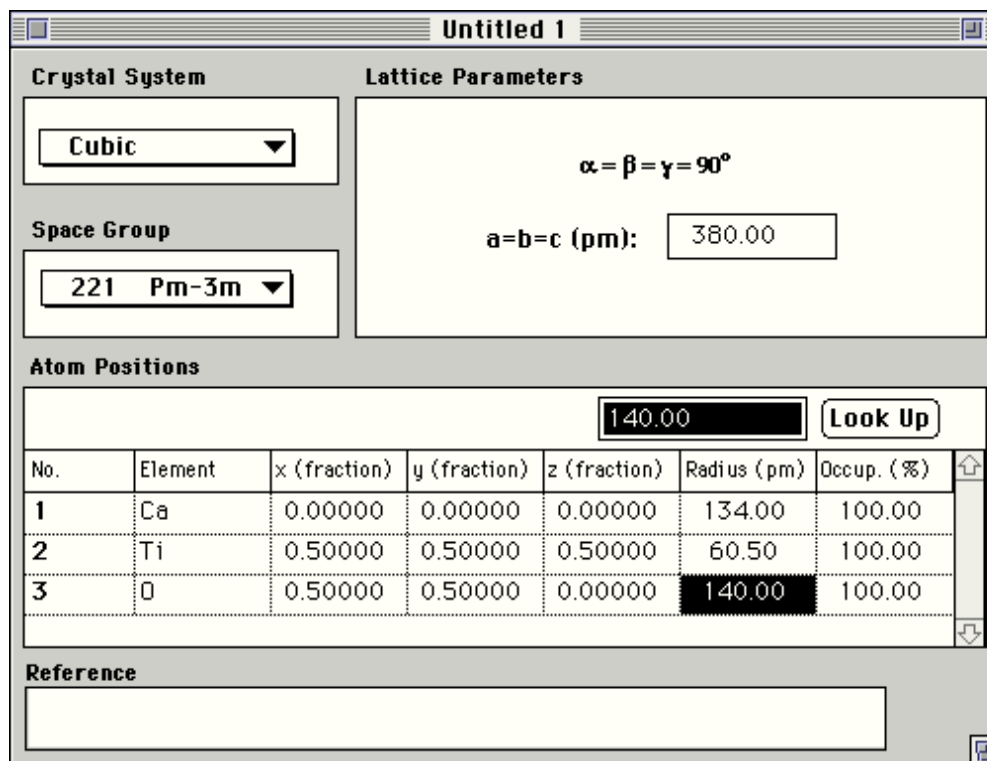 Untitled 1
Crystal System
Lattice Parameters
Cubic
α = β = γ = 90°
Space Group
a=b=c (pm): 380.00
221 Pm-3m
Atom Positions
140.00 Look Up
No. Element x (fraction) y (fraction) z (fraction) Radius (pm) Occup. (%)
1 Ca 0.00000 0.00000 0.00000 134.00 100.00
2 Ti 0.50000 0.50000 0.50000 60.50 100.00
3 O 0.50000 0.50000 0.00000 140.00 100.00
Reference